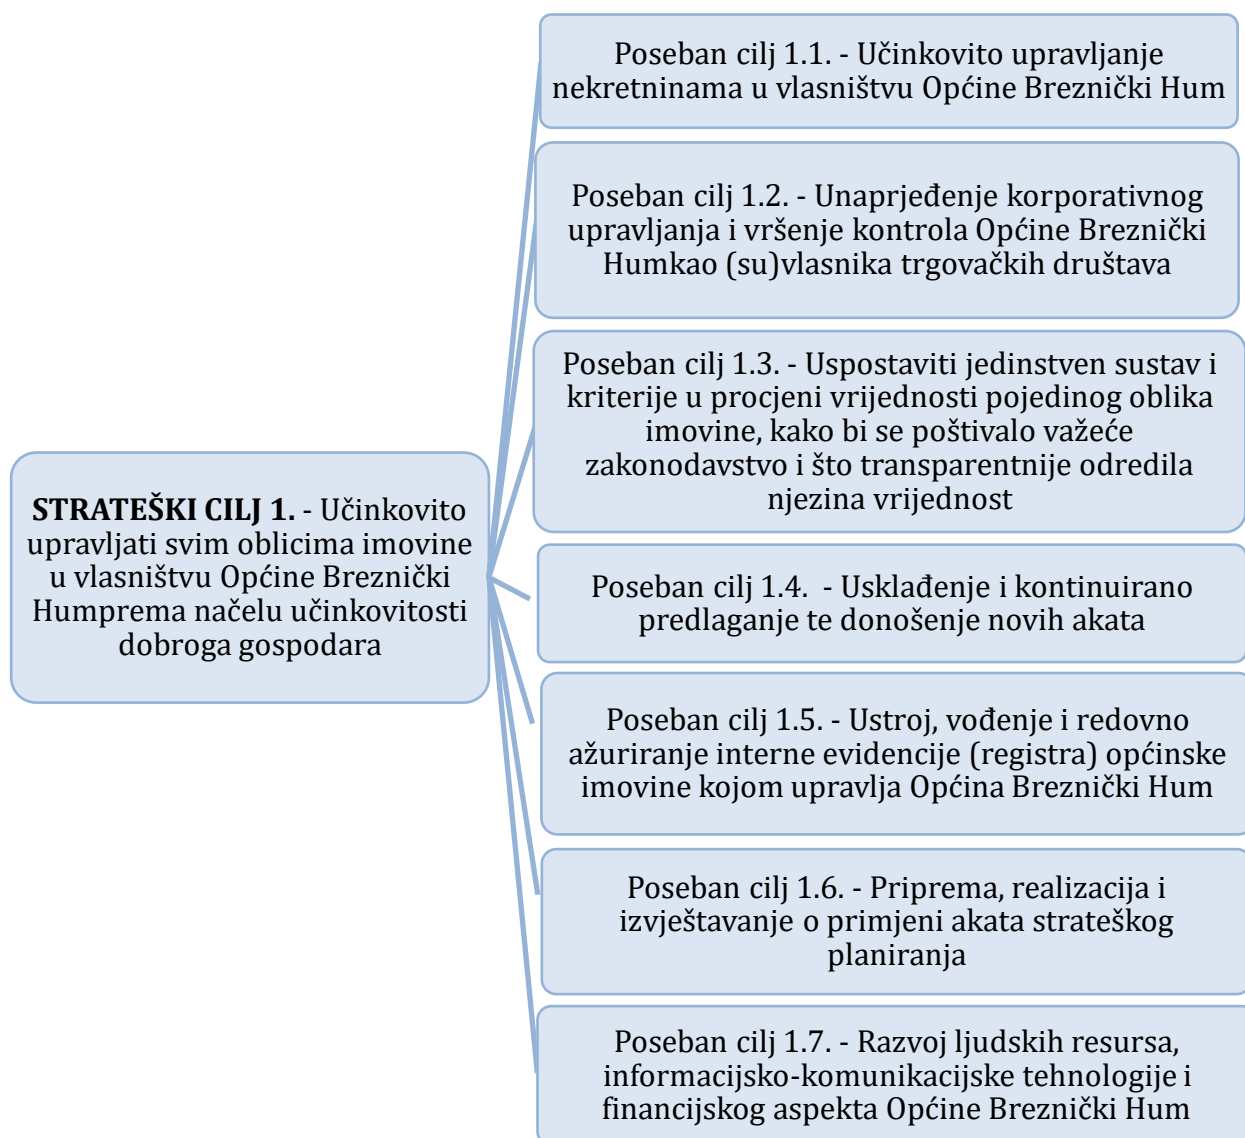 Poseban cilj 1.1. - Učinkovito upravljanje
nekretninama u vlasništvu Općine Breznički Hum
Poseban cilj 1.2. - Unaprjeđenje korporativnog
upravljanja i vršenje kontrola Općine Breznički
Humkao (su)vlasnika trgovačkih društava
Poseban cilj 1.3. - Uspostaviti jedinstven sustav i
kriterije u procjeni vrijednosti pojedinog oblika
imovine, kako bi se poštivalo važeće
zakonodavstvo i što transparentnije odredila
njezina vrijednost
STRATEŠKI CILJ 1. - Učinkovito
upravljati svim oblicima imovine
u vlasništvu Općine Breznički
Humprema načelu učinkovitosti
dobroga gospodara
Poseban cilj 1.4.  - Usklađenje i kontinuirano
predlaganje te donošenje novih akata
Poseban cilj 1.5. - Ustroj, vođenje i redovno
ažuriranje interne evidencije (registra) općinske
imovine kojom upravlja Općina Breznički Hum
Poseban cilj 1.6. - Priprema, realizacija i
izvještavanje o primjeni akata strateškog
planiranja
Poseban cilj 1.7. - Razvoj ljudskih resursa,
informacijsko-komunikacijske tehnologije i
financijskog aspekta Općine Breznički Hum